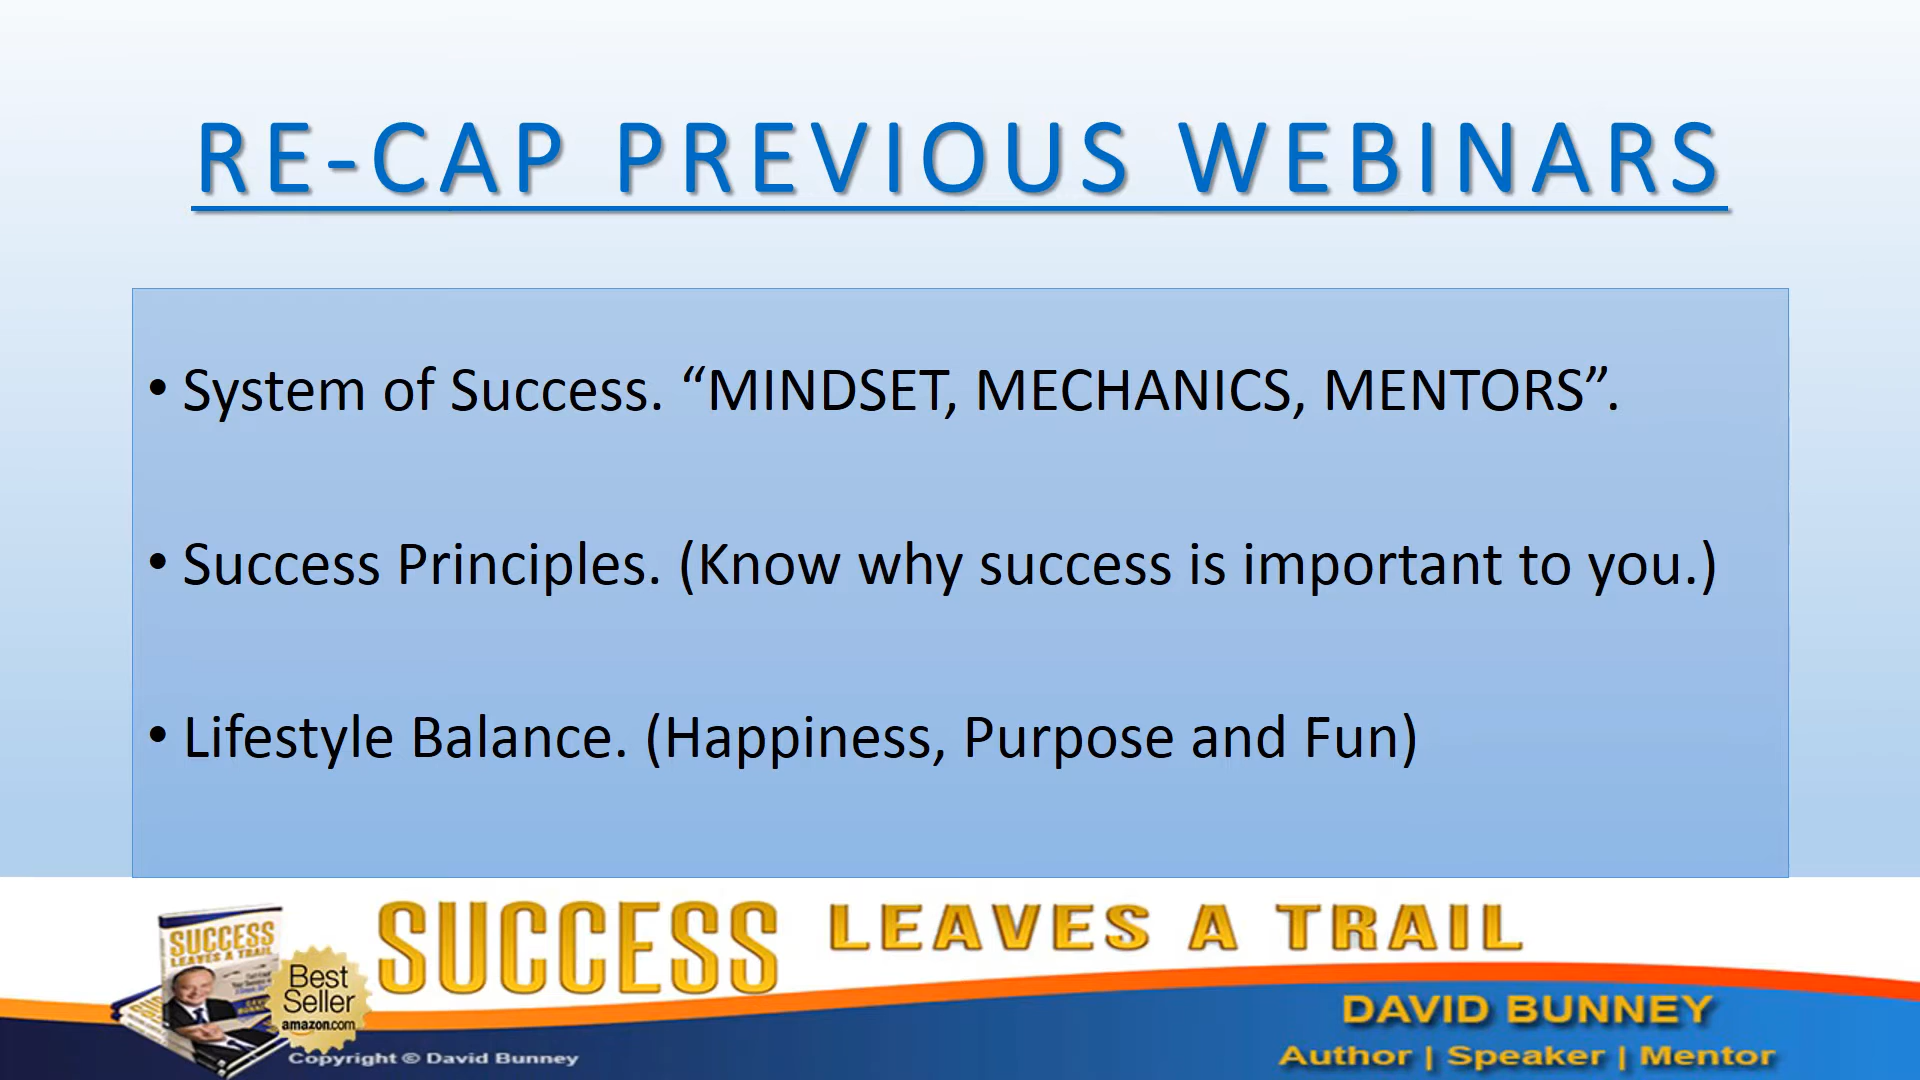 RE-CAP PREVIOUS WEBINARS
• System of Success. “MINDSET, MECHANICS, MENTORS”.
• Success Principles. (Know why success is important to you.)
• Lifestyle Balance. (Happiness, Purpose and Fun)
SUCCESS LEAVES A TRAIL
SUCCESS
LEAVES A TRAIL
Best
Seller
amazon.com
DAVID BUNNEY
Author | Speaker | Mentor
Copyright © David Bunney